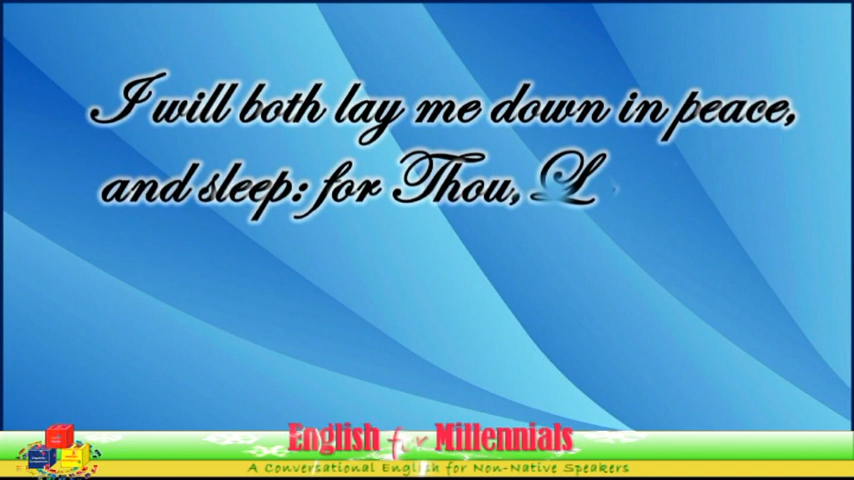 I will both lay me down in peace,
and sleep: for Thou, L
English for Millennials
A Conversational English for Non-Native Speakers